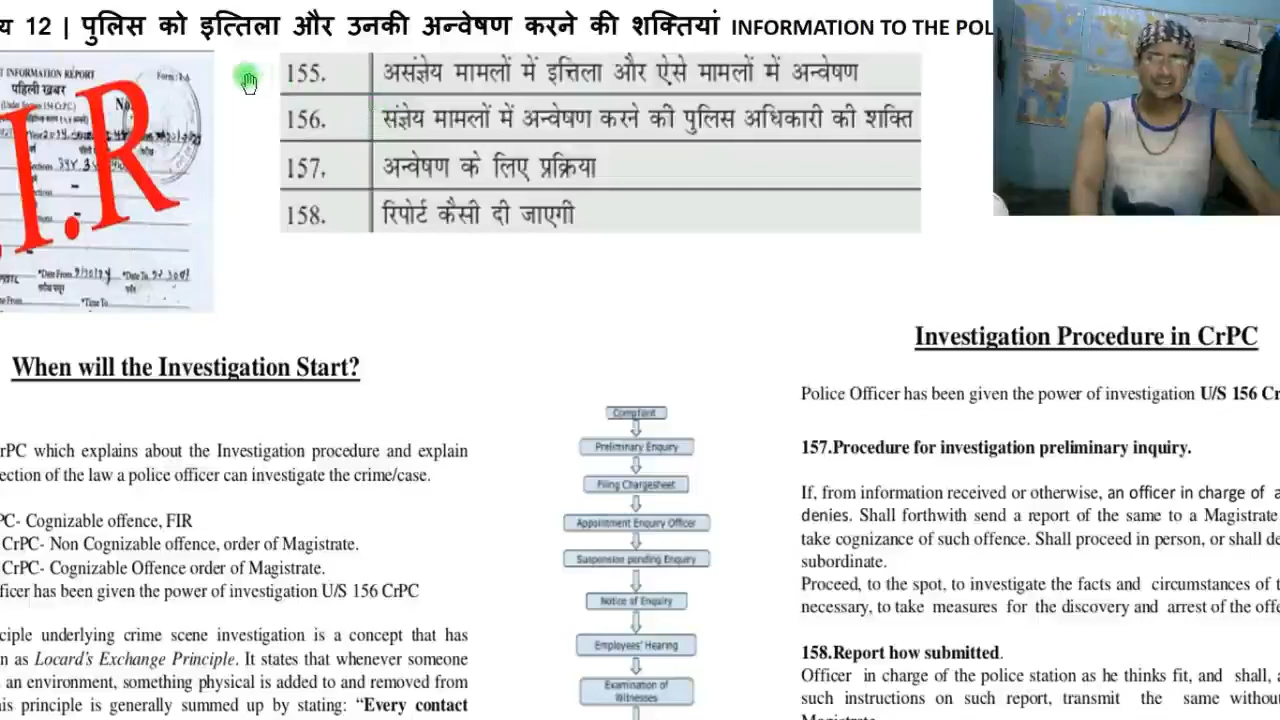 य 12 | पुलिस को इत्तिला और उनकी अन्वेषण करने की शक्तियां INFORMATION TO THE POL
INFORMATION REPORT
पहिली खबर
I.R
155. असंज्ञेय मामलों में इत्तिला और ऐसे मामलों में अन्वेषण
156. संज्ञेय मामलों में अन्वेषण करने की पुलिस अधिकारी की शक्ति
157. अन्वेषण के लिए प्रक्रिया
158. रिपोर्ट कैसी दी जाएगी
When will the Investigation Start?
rPC which explains about the Investigation procedure and explain
ection of the law a police officer can investigate the crime/case.
PC- Cognizable offence, FIR
CrPC- Non Cognizable offence, order of Magistrate.
CrPC- Cognizable Offence order of Magistrate.
ficer has been given the power of investigation U/S 156 CrPC
ciple underlying crime scene investigation is a concept that has
n as Locard's Exchange Principle. It states that whenever someone
an environment, something physical is added to and removed from
is principle is generally summed up by stating: “Every contact
Complaint
Preliminary Enquiry
Filing Chargesheet
Appointment Enquiry Officer
Suspension pending Enquiry
Notice of Enquiry
Employees' Hearing
Examination of
Witnesses
Investigation Procedure in CrPC
Police Officer has been given the power of investigation U/S 156 Cr
157.Procedure for investigation preliminary inquiry.
If, from information received or otherwise, an officer in charge of a
denies. Shall forthwith send a report of the same to a Magistrate
take cognizance of such offence. Shall proceed in person, or shall de
subordinate.
Proceed, to the spot, to investigate the facts and circumstances of t
necessary, to take measures for the discovery and arrest of the offe
158.Report how submitted.
Officer in charge of the police station as he thinks fit, and shall, a
such instructions on such report, transmit the same withou
Magistrate